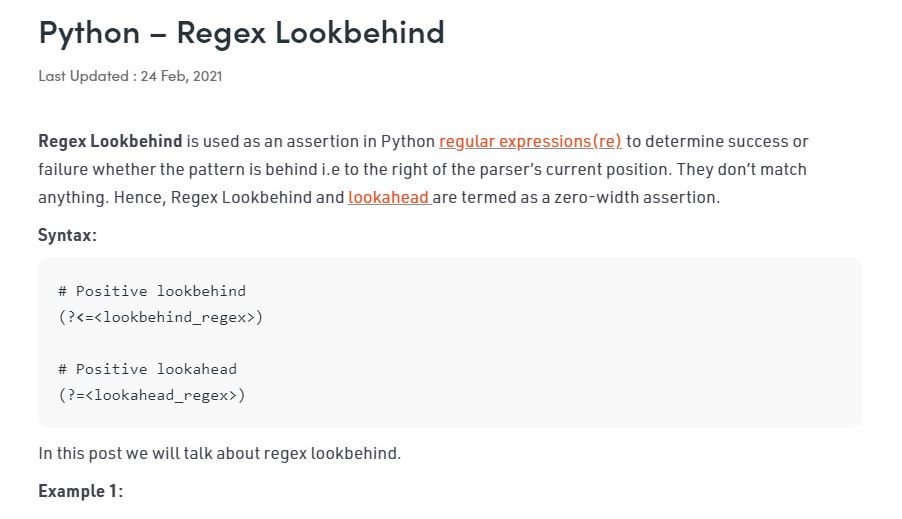 Python – Regex Lookbehind
Last Updated : 24 Feb, 2021
Regex Lookbehind is used as an assertion in Python regular expressions(re) to determine success or
failure whether the pattern is behind i.e to the right of the parser’s current position. They don’t match
anything. Hence, Regex Lookbehind and lookahead are termed as a zero-width assertion.
Syntax:
# Positive lookbehind
(?<=<lookbehind_regex>)
# Positive lookahead
(?=<lookahead_regex>)
In this post we will talk about regex lookbehind.
Example 1: